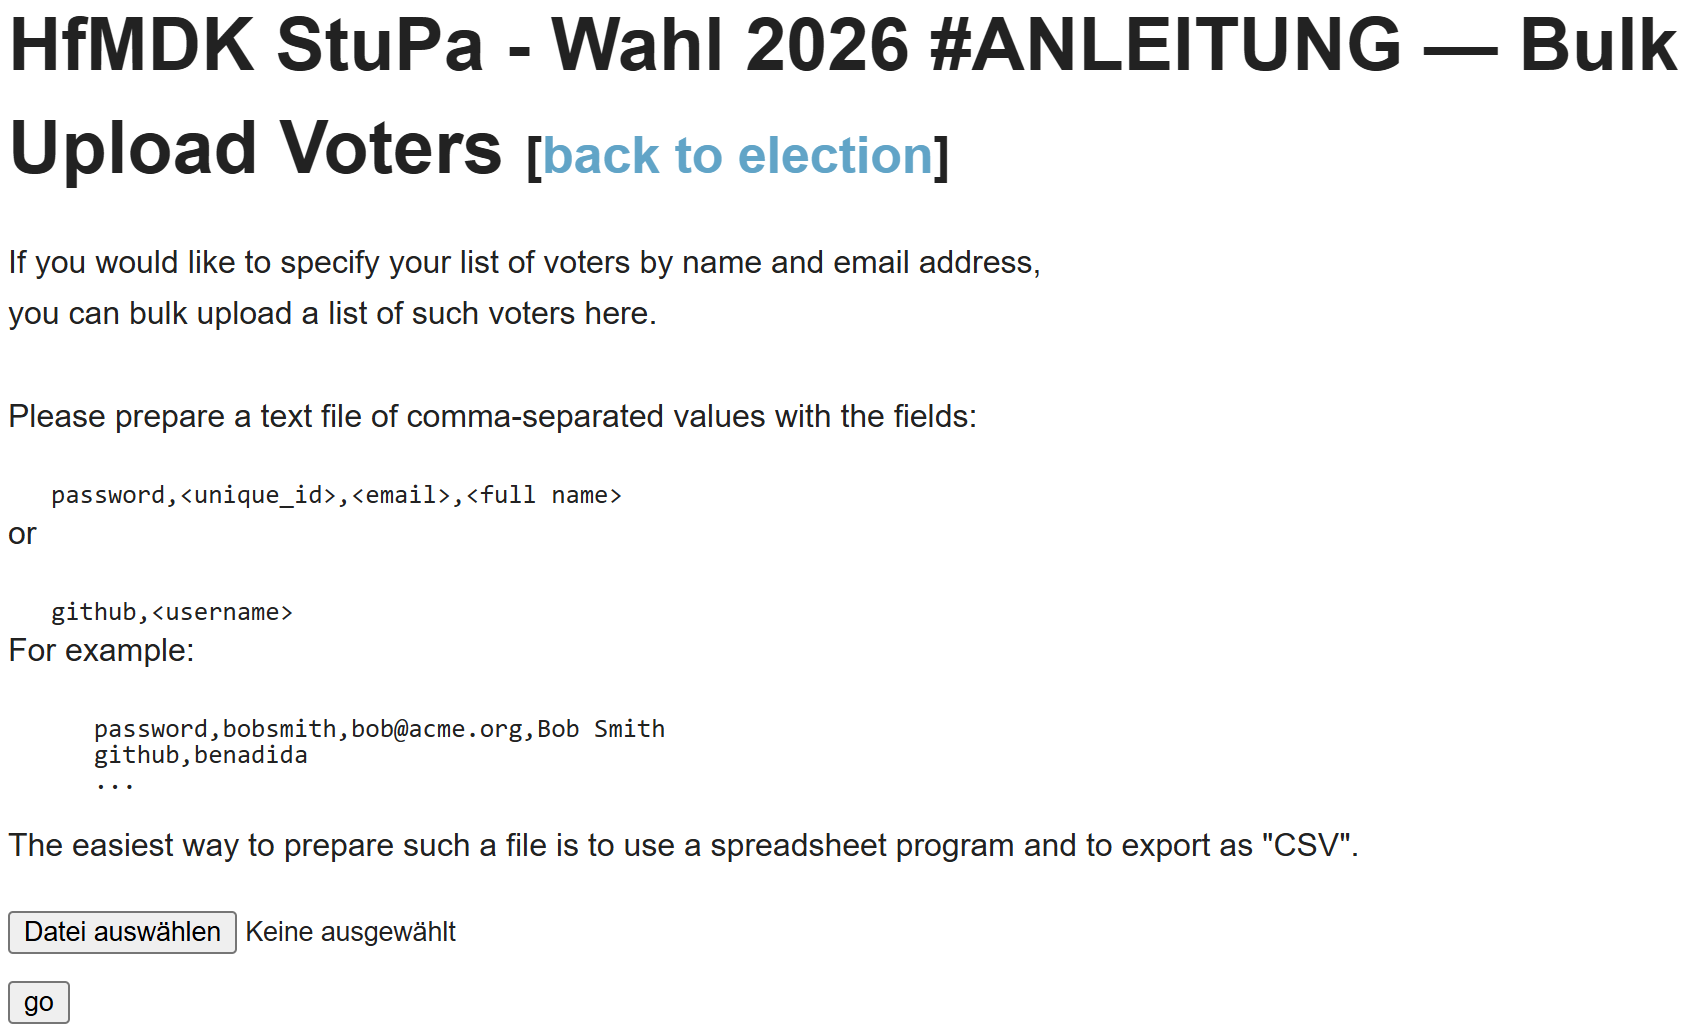 HfMDK StuPa - Wahl 2026 #ANLEITUNG — Bulk
Upload Voters [back to election]
If you would like to specify your list of voters by name and email address,
you can bulk upload a list of such voters here.
Please prepare a text file of comma-separated values with the fields:
password,<unique_id>,<email>,<full name>
or
github,<username>
For example:
password,bobsmith,bob@acme.org,Bob Smith
github,benadida
...
The easiest way to prepare such a file is to use a spreadsheet program and to export as "CSV".
Datei auswählen Keine ausgewählt
go